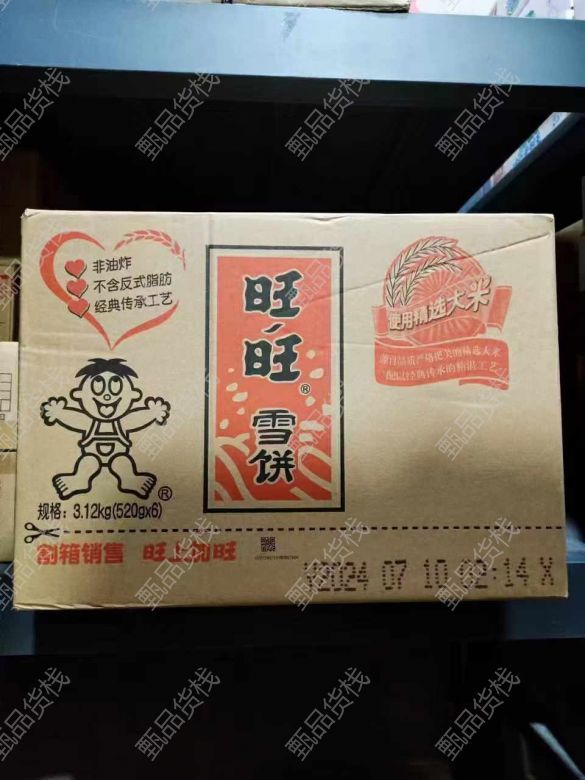 非油炸
不含反式脂肪
经典传承工艺
旺旺®
雪饼
使用精选大米
®
规格：3.12kg(520g×6)
割箱销售 旺上加旺
2024 07 10 02:14 X
甄品货栈